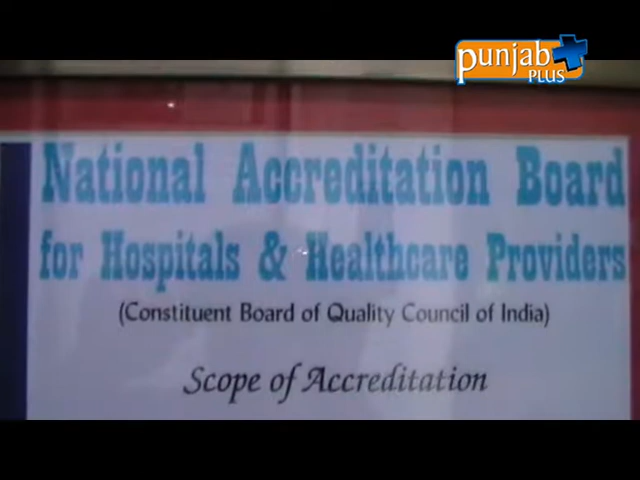 punjab
PLUS
National Accreditation Board
for Hospitals & Healthcare Providers
(Constituent Board of Quality Council of India)
Scope of Accreditation